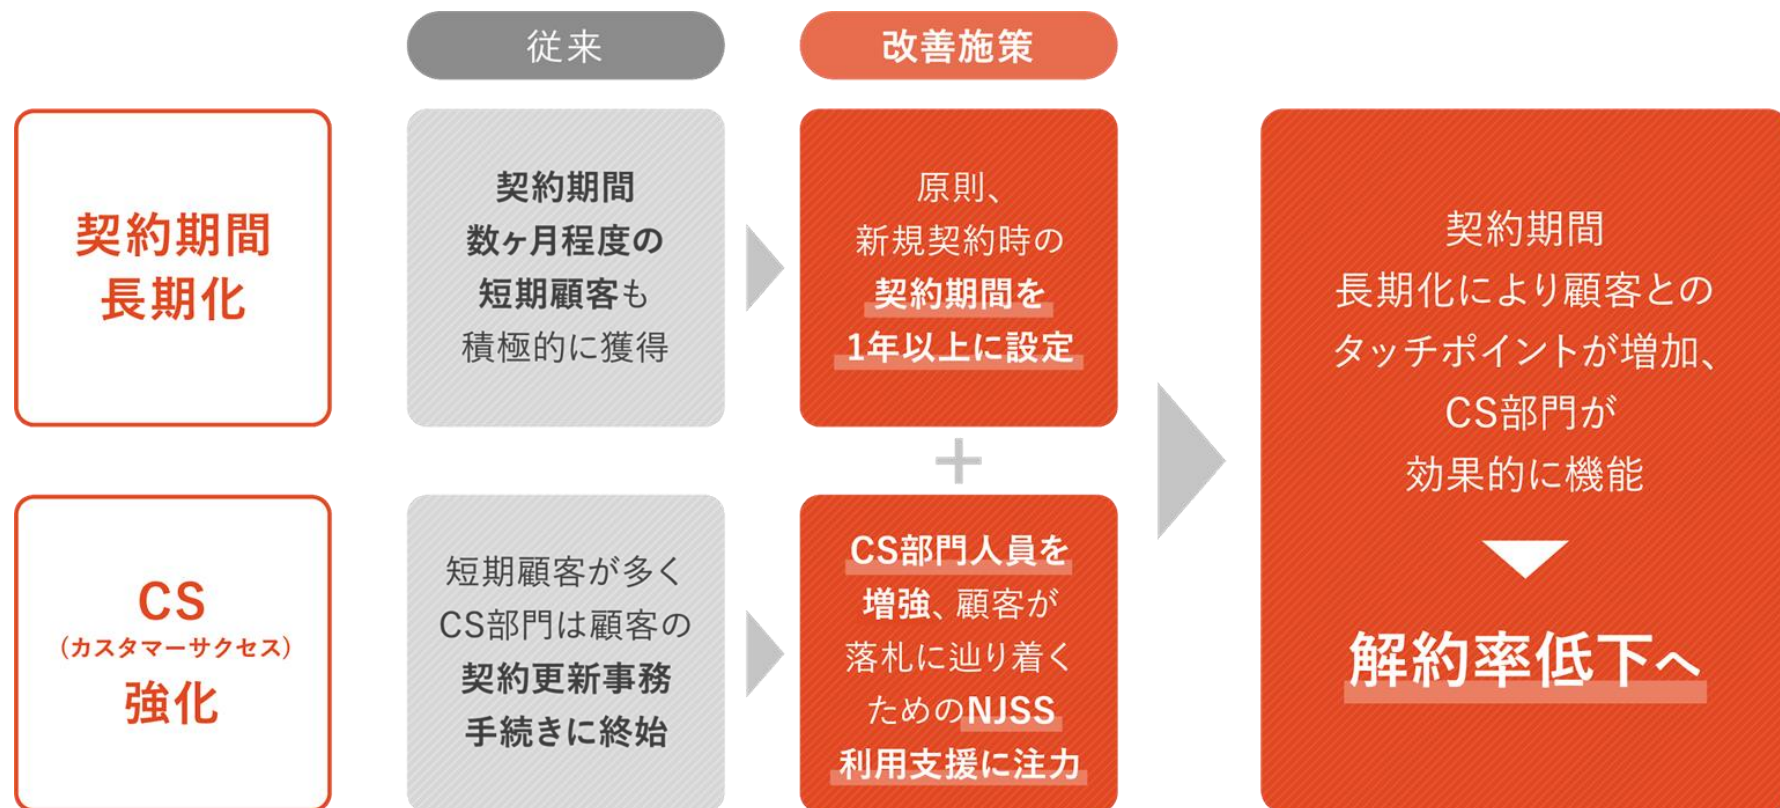 従来
改善施策
契約期間
長期化
契約期間
数ヶ月程度の
短期顧客も
積極的に獲得
原則、
新規契約時の
契約期間を
1年以上に設定
+
CS
(カスタマーサクセス)
強化
短期顧客が多く
CS部門は顧客の
契約更新事務
手続きに終始
CS部門人員を
増強、顧客が
落札に辿り着く
ためのNJSS
利用支援に注力
契約期間
長期化により顧客との
タッチポイントが増加、
CS部門が
効果的に機能
解約率低下へ